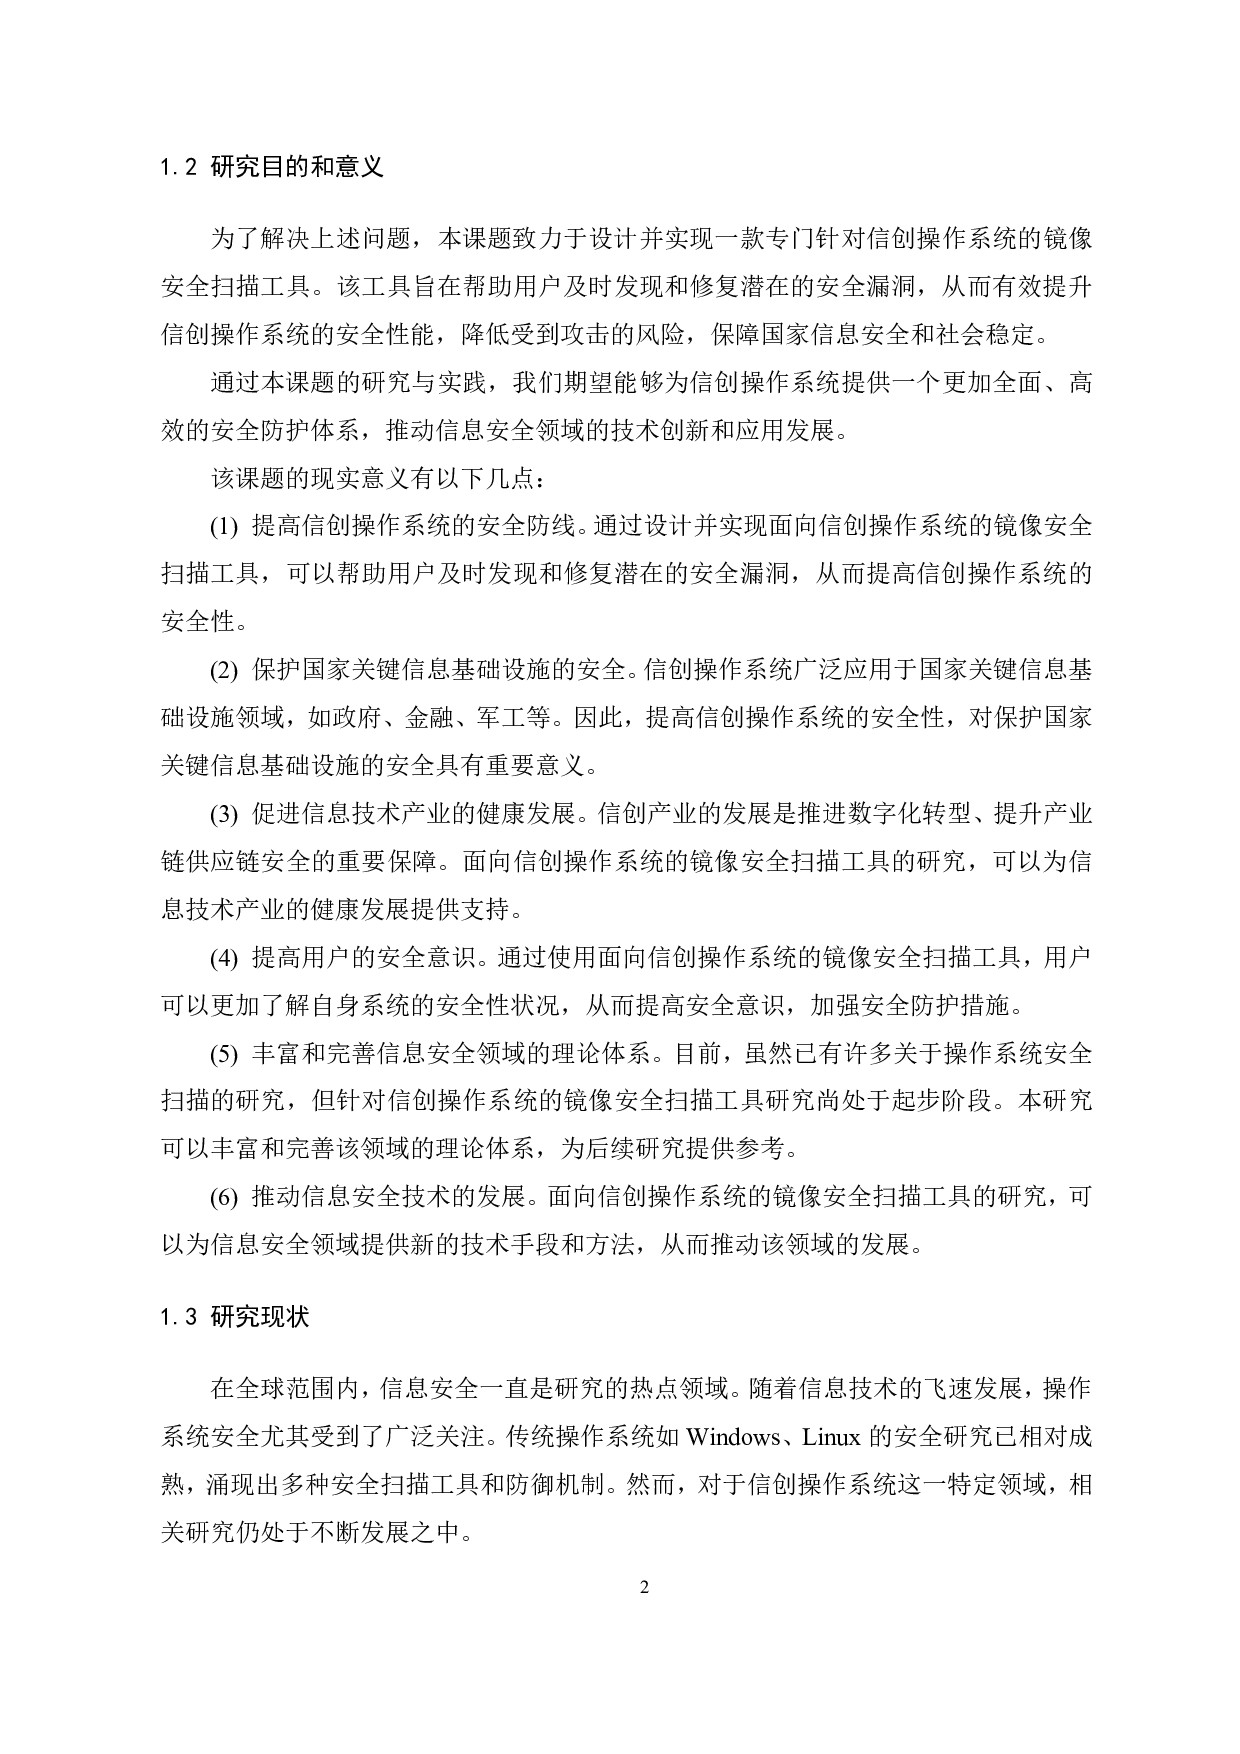 1.2 研究目的和意义
为了解决上述问题，本课题致力于设计并实现一款专门针对信创操作系统的镜像
安全扫描工具。该工具旨在帮助用户及时发现和修复潜在的安全漏洞，从而有效提升
信创操作系统的安全性能，降低受到攻击的风险，保障国家信息安全和社会稳定。
通过本课题的研究与实践，我们期望能够为信创操作系统提供一个更加全面、高
效的安全防护体系，推动信息安全领域的技术创新和应用发展。
该课题的现实意义有以下几点：
(1) 提高信创操作系统的安全防线。通过设计并实现面向信创操作系统的镜像安全
扫描工具，可以帮助用户及时发现和修复潜在的安全漏洞，从而提高信创操作系统的
安全性。
(2) 保护国家关键信息基础设施的安全。信创操作系统广泛应用于国家关键信息基
础设施领域，如政府、金融、军工等。因此，提高信创操作系统的安全性，对保护国家
关键信息基础设施的安全具有重要意义。
(3) 促进信息技术产业的健康发展。信创产业的发展是推进数字化转型、提升产业
链供应链安全的重要保障。面向信创操作系统的镜像安全扫描工具的研究，可以为信
息技术产业的健康发展提供支持。
(4) 提高用户的安全意识。通过使用面向信创操作系统的镜像安全扫描工具，用户
可以更加了解自身系统的安全性状况，从而提高安全意识，加强安全防护措施。
(5) 丰富和完善信息安全领域的理论体系。目前，虽然已有许多关于操作系统安全
扫描的研究，但针对信创操作系统的镜像安全扫描工具研究尚处于起步阶段。本研究
可以丰富和完善该领域的理论体系，为后续研究提供参考。
(6) 推动信息安全技术的发展。面向信创操作系统的镜像安全扫描工具的研究，可
以为信息安全领域提供新的技术手段和方法，从而推动该领域的发展。
1.3 研究现状
在全球范围内，信息安全一直是研究的热点领域。随着信息技术的飞速发展，操作
系统安全尤其受到了广泛关注。传统操作系统如 Windows、Linux 的安全研究已相对成
熟，涌现出多种安全扫描工具和防御机制。然而，对于信创操作系统这一特定领域，相
关研究仍处于不断发展之中。
2